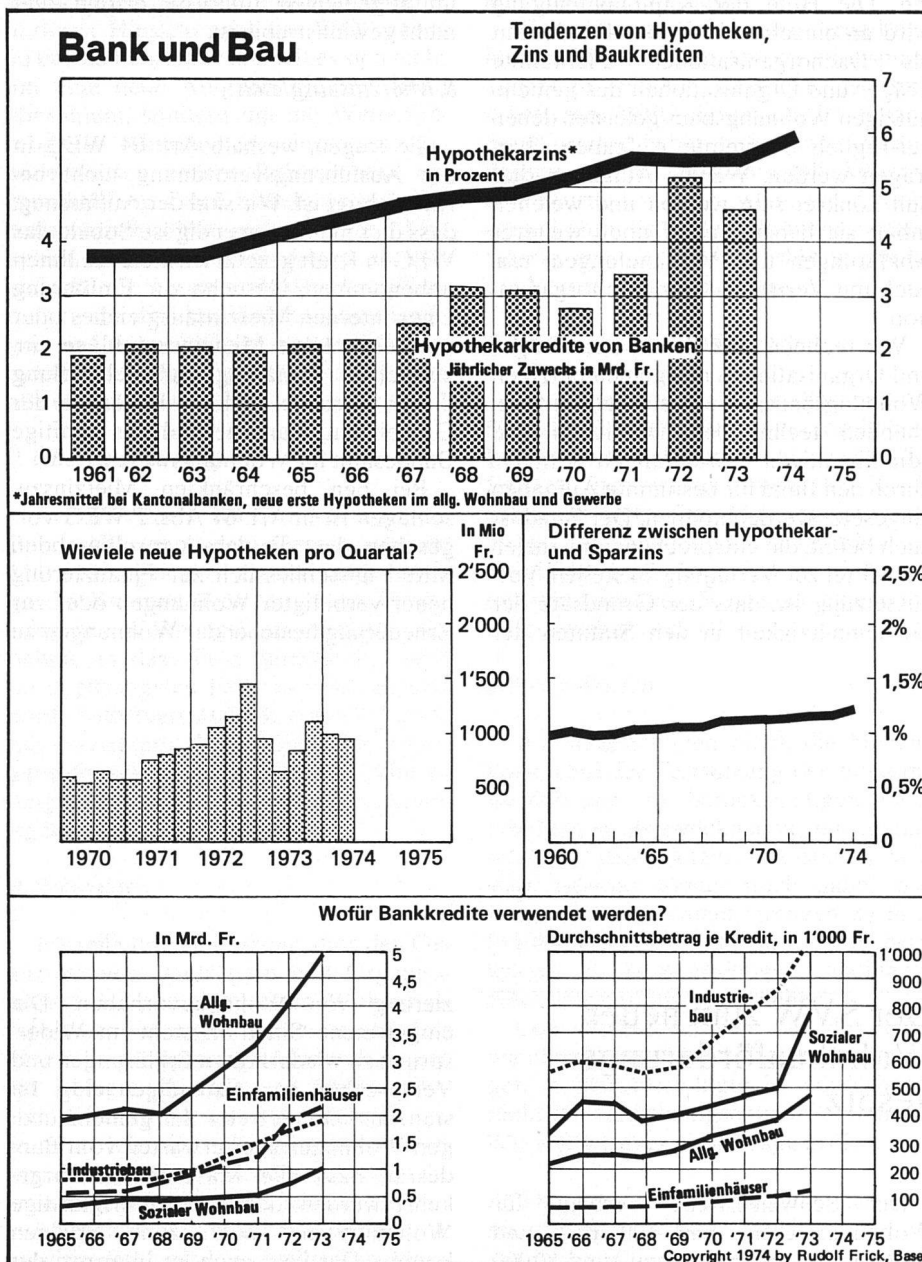 Bank und Bau
Tendenzen von Hypotheken,
Zins und Baukrediten
7
6
5
4
3
2
1
0
Hypothekarzins*
in Prozent
4
3
2
1
0
Hypothekarkredite von Banken
Jährlicher Zuwachs in Mrd. Fr.
1961 '62 '63 '64 '65 '66 '67 '68 '69 '70 '71 '72 '73 '74 '75
*Jahresmittel bei Kantonalbanken, neue alte Hypotheken in allg. Wohnbau und Gewerbe
Wieviele neue Hypotheken pro Quartal?
In Mio.
Fr.
2'500
2'000
1'500
1'000
500
0
1970 1971 1972 1973 1974 1975
Differenz zwischen Hypothekar-
und Sparzins
2,5%
2%
1,5%
1%
0,5%
0
1960 '65 '70 '74
Wofür Bankkredite verwendet werden?
In Mrd. Fr.
5
4,5
4
3,5
3
2,5
2
1,5
1
0,5
0
Allg.
Wohnbau
Einfamilienhäuser
Industriebau
Sozialer Wohnbau
1965 '66 '67 '68 '69 '70 '71 '72 '73 '74 '75
Durchschnittsbetrag je Kredit, in 1'000 Fr.
1'000
900
800
700
600
500
400
300
200
100
Industrie-
bau
Sozialer
Wohnbau
Allg. Wohnbau
Einfamilienhäuser
1965 '66 '67 '68 '69 '70 '71 '72 '73 '74 '75
Copyright 1974 by Rudolf Frick, Base